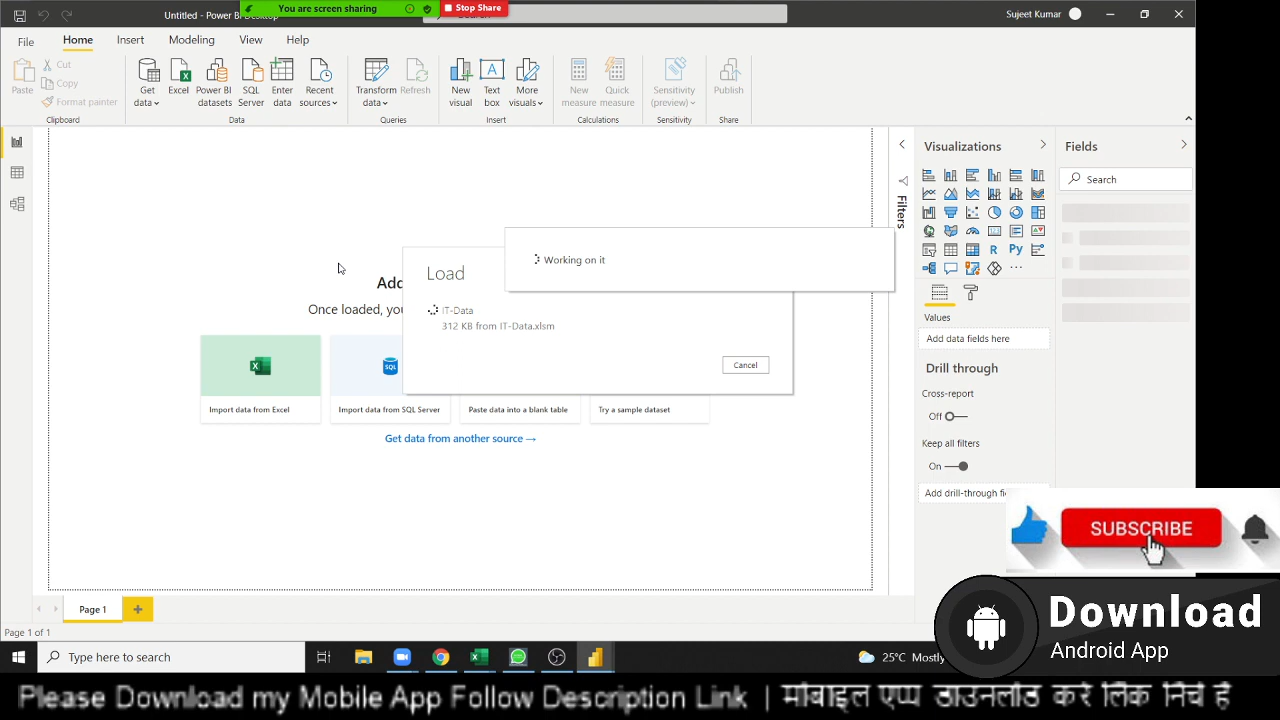 Untitled - Power BI Desktop
You are screen sharing
Stop Share
Sujeet Kumar
File
Home
Insert
Modeling
View
Help
Paste
Cut
Copy
Format painter
Clipboard
Get data
Excel
Power BI datasets
SQL Server
Enter data
Recent sources
Data
Transform data
Refresh
Queries
New visual
Text box
More visuals
Insert
New measure
Quick measure
Calculations
Sensitivity (preview)
Sensitivity
Publish
Share
Filters
Visualizations
Fields
Search
R
Py
Values
Add data fields here
Drill through
Cross-report
Off
Keep all filters
On
Add drill-through
Add
Once loaded,
Load
Working on it
IT-Data
312 KB from IT-Data.xlsm
Cancel
SQL
Import data from Excel
Import data from SQL Server
Paste data into a blank table
Try a sample dataset
Get data from another source →
Page 1
Page 1 of 1
SUBSCRIBE
Download
Android App
Type here to search
25°C Mostly
Please Download my Mobile App Follow Description Link | मोबाइल एप्प डाउनलोड करे लिंक निचे है